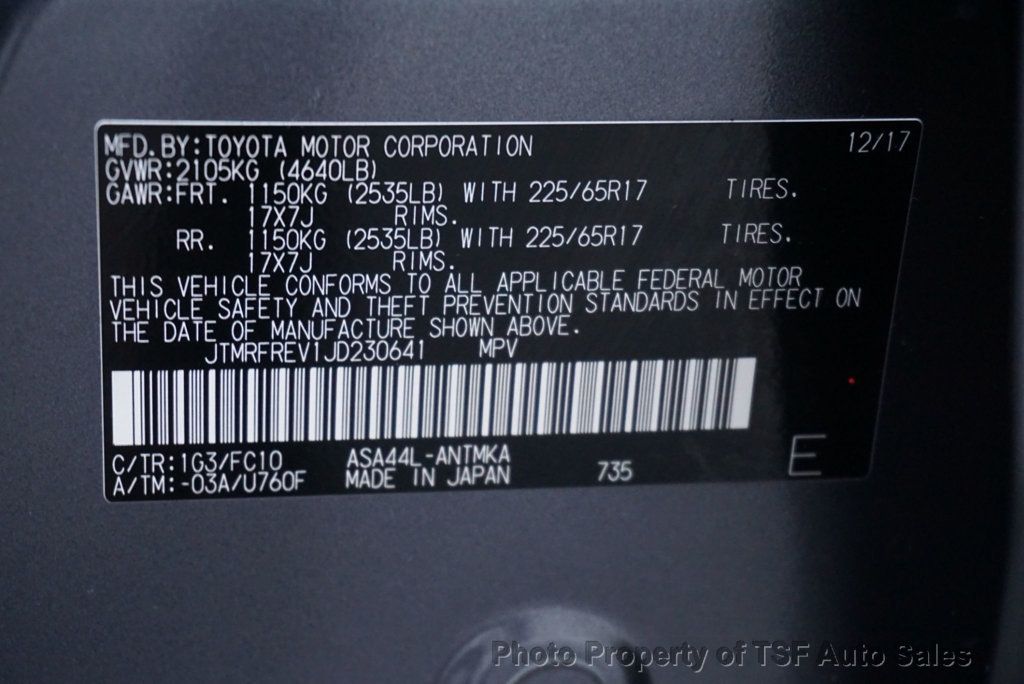 MFD.BY:TOYOTA MOTOR CORPORATION 12/17
GVWR:2105KG (4640LB)
GAWR:FRT. 1150KG (2535LB) WITH 225/65R17 TIRES.
17X7J RIMS.
RR. 1150KG (2535LB) WITH 225/65R17 TIRES.
17X7J RIMS.
THIS VEHICLE CONFORMS TO ALL APPLICABLE FEDERAL MOTOR
VEHICLE SAFETY AND THEFT PREVENTION STANDARDS IN EFFECT ON
THE DATE OF MANUFACTURE SHOWN ABOVE.
JTMRFREV1JD230641 MPV
C/TR:1G3/FC10 ASA44L-ANTMKA 735 E
A/TM:-03A/U760F MADE IN JAPAN
Photo Property of TSF Auto Sales